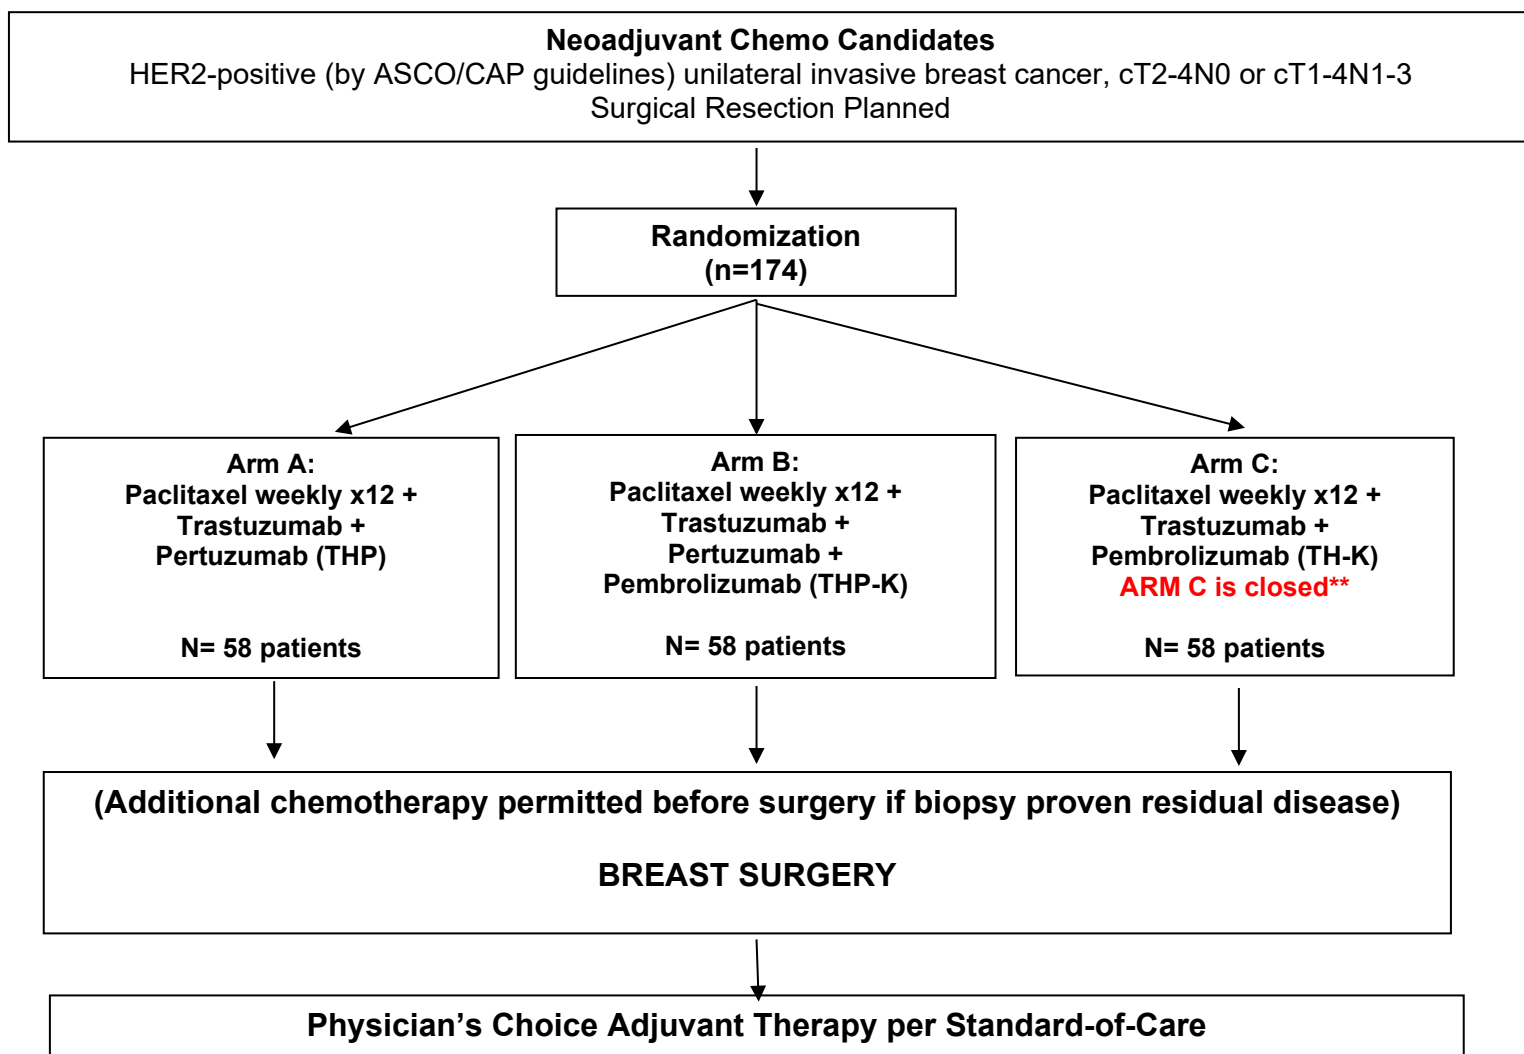 Neoadjuvant Chemo Candidates
HER2-positive (by ASCO/CAP guidelines) unilateral invasive breast cancer, cT2-4N0 or cT1-4N1-3
Surgical Resection Planned
Randomization
(n=174)
Arm A:
Paclitaxel weekly x12 +
Trastuzumab +
Pertuzumab (THP)
N= 58 patients
Arm B:
Paclitaxel weekly x12 +
Trastuzumab +
Pertuzumab +
Pembrolizumab (THP-K)
N= 58 patients
Arm C:
Paclitaxel weekly x12 +
Trastuzumab +
Pembrolizumab (TH-K)
ARM C is closed**
N= 58 patients
(Additional chemotherapy permitted before surgery if biopsy proven residual disease)
BREAST SURGERY
Physician’s Choice Adjuvant Therapy per Standard-of-Care